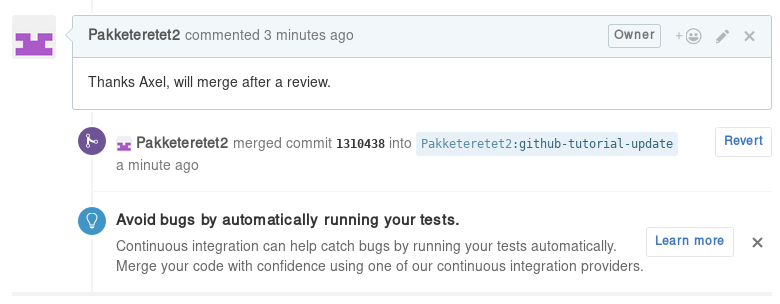 Pakketeretet2 commented 3 minutes ago Owner
Thanks Axel, will merge after a review.
Pakketeretet2 merged commit 1310438 into Pakketeretet2:github-tutorial-update Revert
a minute ago
Avoid bugs by automatically running your tests.
Continuous integration can help catch bugs by running your tests automatically. Learn more
Merge your code with confidence using one of our continuous integration providers.